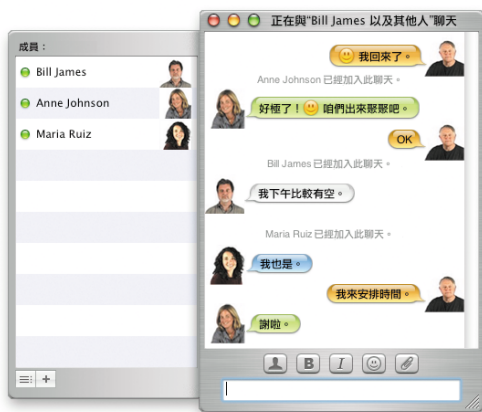 成員：
Bill James
Anne Johnson
Maria Ruiz
正在與“Bill James 以及其他人”聊天
我回來了。
Anne Johnson 已經加入此聊天。
好極了！ 咱們出來聚聚吧。
OK
Bill James 已經加入此聊天。
我下午比較有空。
Maria Ruiz 已經加入此聊天。
我也是。
我來安排時間。
謝啦。
B I